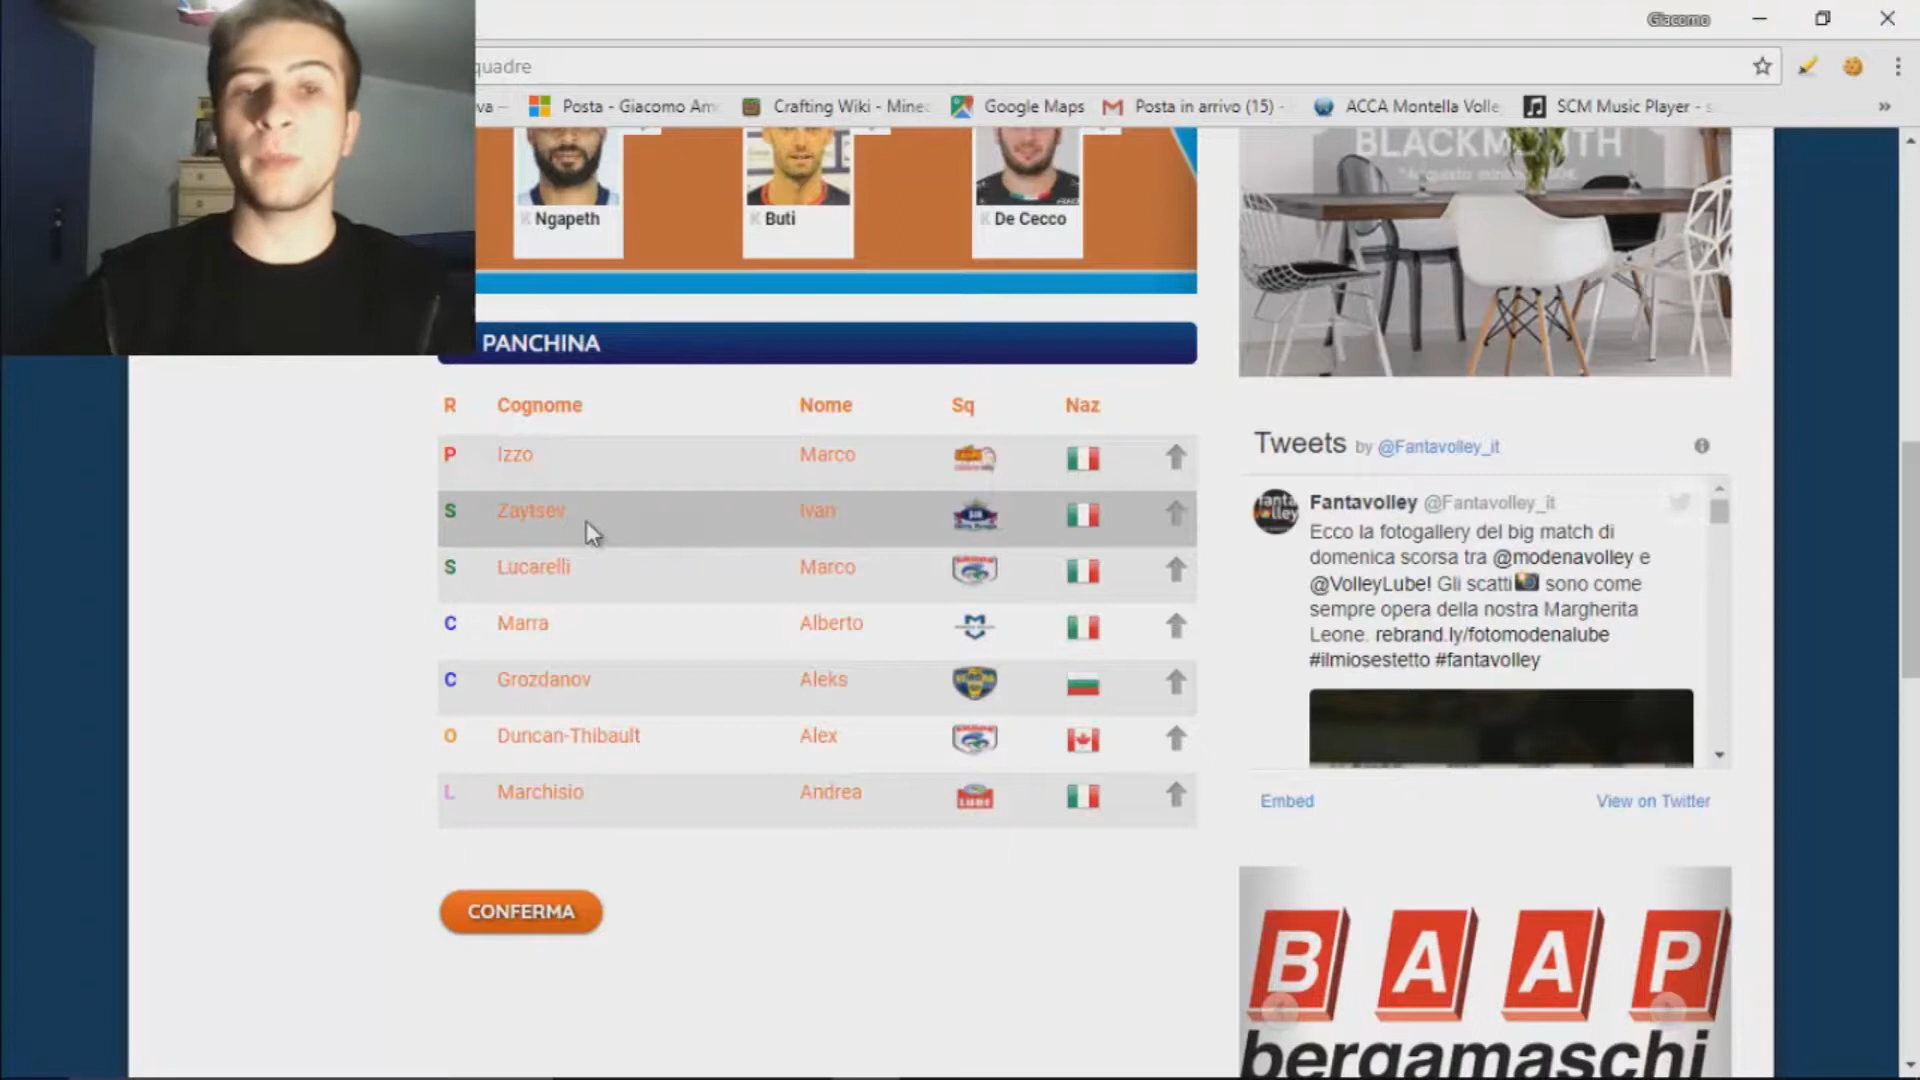 Giacomo
quadre
va
Posta - Giacomo Am
Crafting Wiki - Mine
Google Maps
Posta in arrivo (15) -
ACCA Montella Volle
SCM Music Player - s
»
K Ngapeth
K Buti
K De Cecco
PANCHINA
R Cognome Nome Sq Naz
P Izzo Marco
S Zaytsev Ivan
S Lucarelli Marco
C Marra Alberto
C Grozdanov Aleks
O Duncan-Thibault Alex
L Marchisio Andrea
LUBE
CONFERMA
Tweets by @Fantavolley_it
Fantavolley @Fantavolley_it
Ecco la fotogallery del big match di
domenica scorsa tra @modenavolley e
@VolleyLube! Gli scatti📷 sono come
sempre opera della nostra Margherita
Leone. rebrand.ly/fotomodenalube
#ilmiosestetto #fantavolley
Embed
View on Twitter
BAAP
bergamaschi